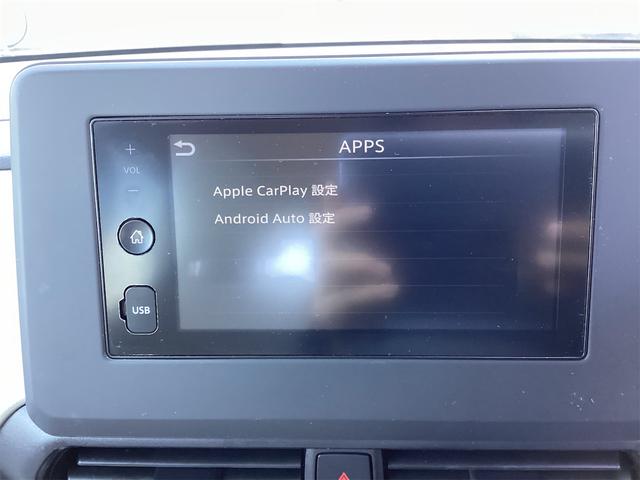 APPS
+
VOL
−
Apple CarPlay 設定
Android Auto 設定
USB